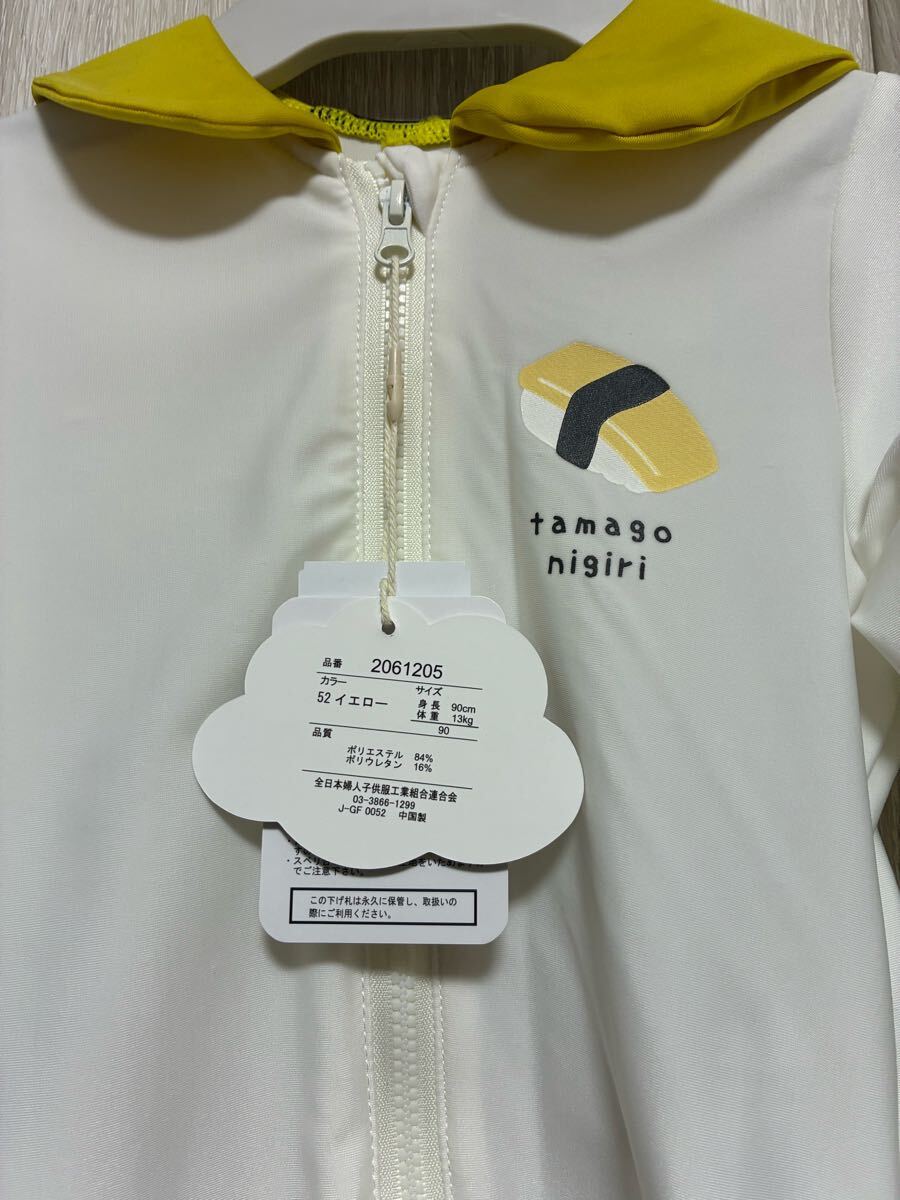 tamago
nigiri
品番 2061205
カラー サイズ
52 イエロー 身長 90cm
体重 13kg
90
品質
ポリエステル 84%
ポリウレタン 16%
全日本婦人子供服工業組合連合会
03-3866-1299
J-GF 0052 中国製
でご注意下さい。
この下げ札は永久に保管し、取扱いの
際にご利用ください。